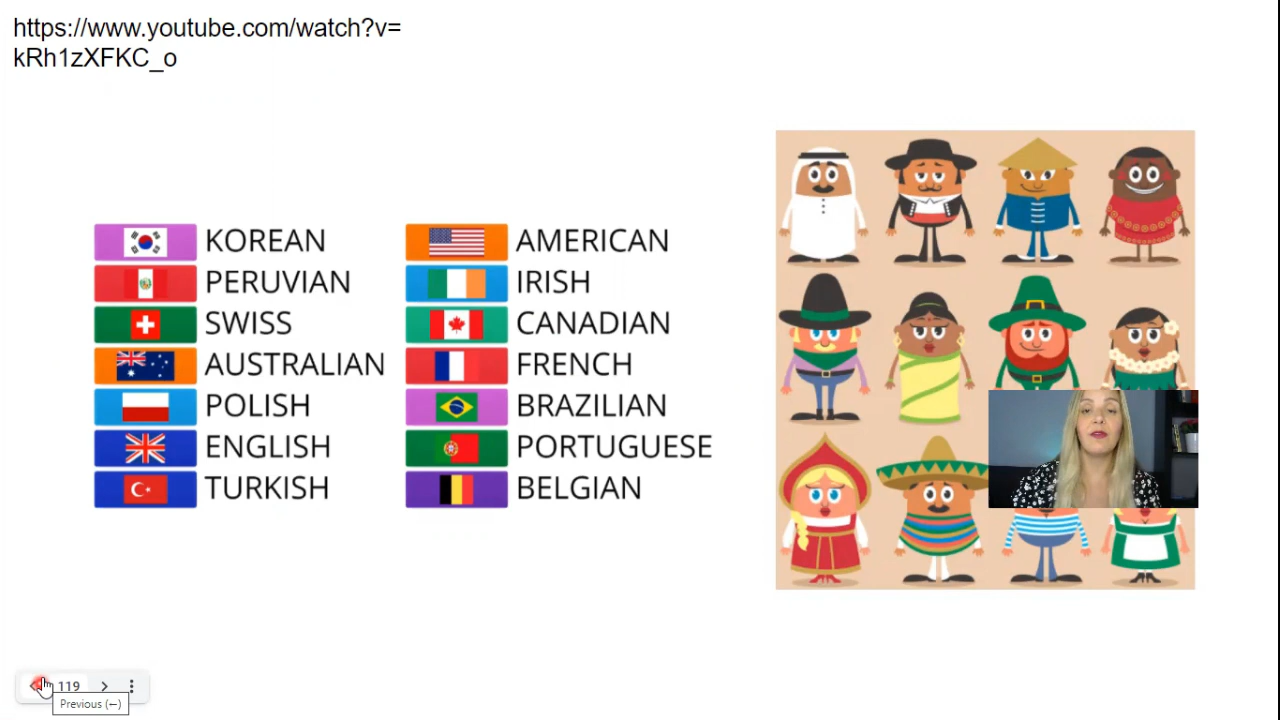 https://www.youtube.com/watch?v=
kRh1zXFKC_o
KOREAN
PERUVIAN
SWISS
AUSTRALIAN
POLISH
ENGLISH
TURKISH
AMERICAN
IRISH
CANADIAN
FRENCH
BRAZILIAN
PORTUGUESE
BELGIAN
119
Previous (←)